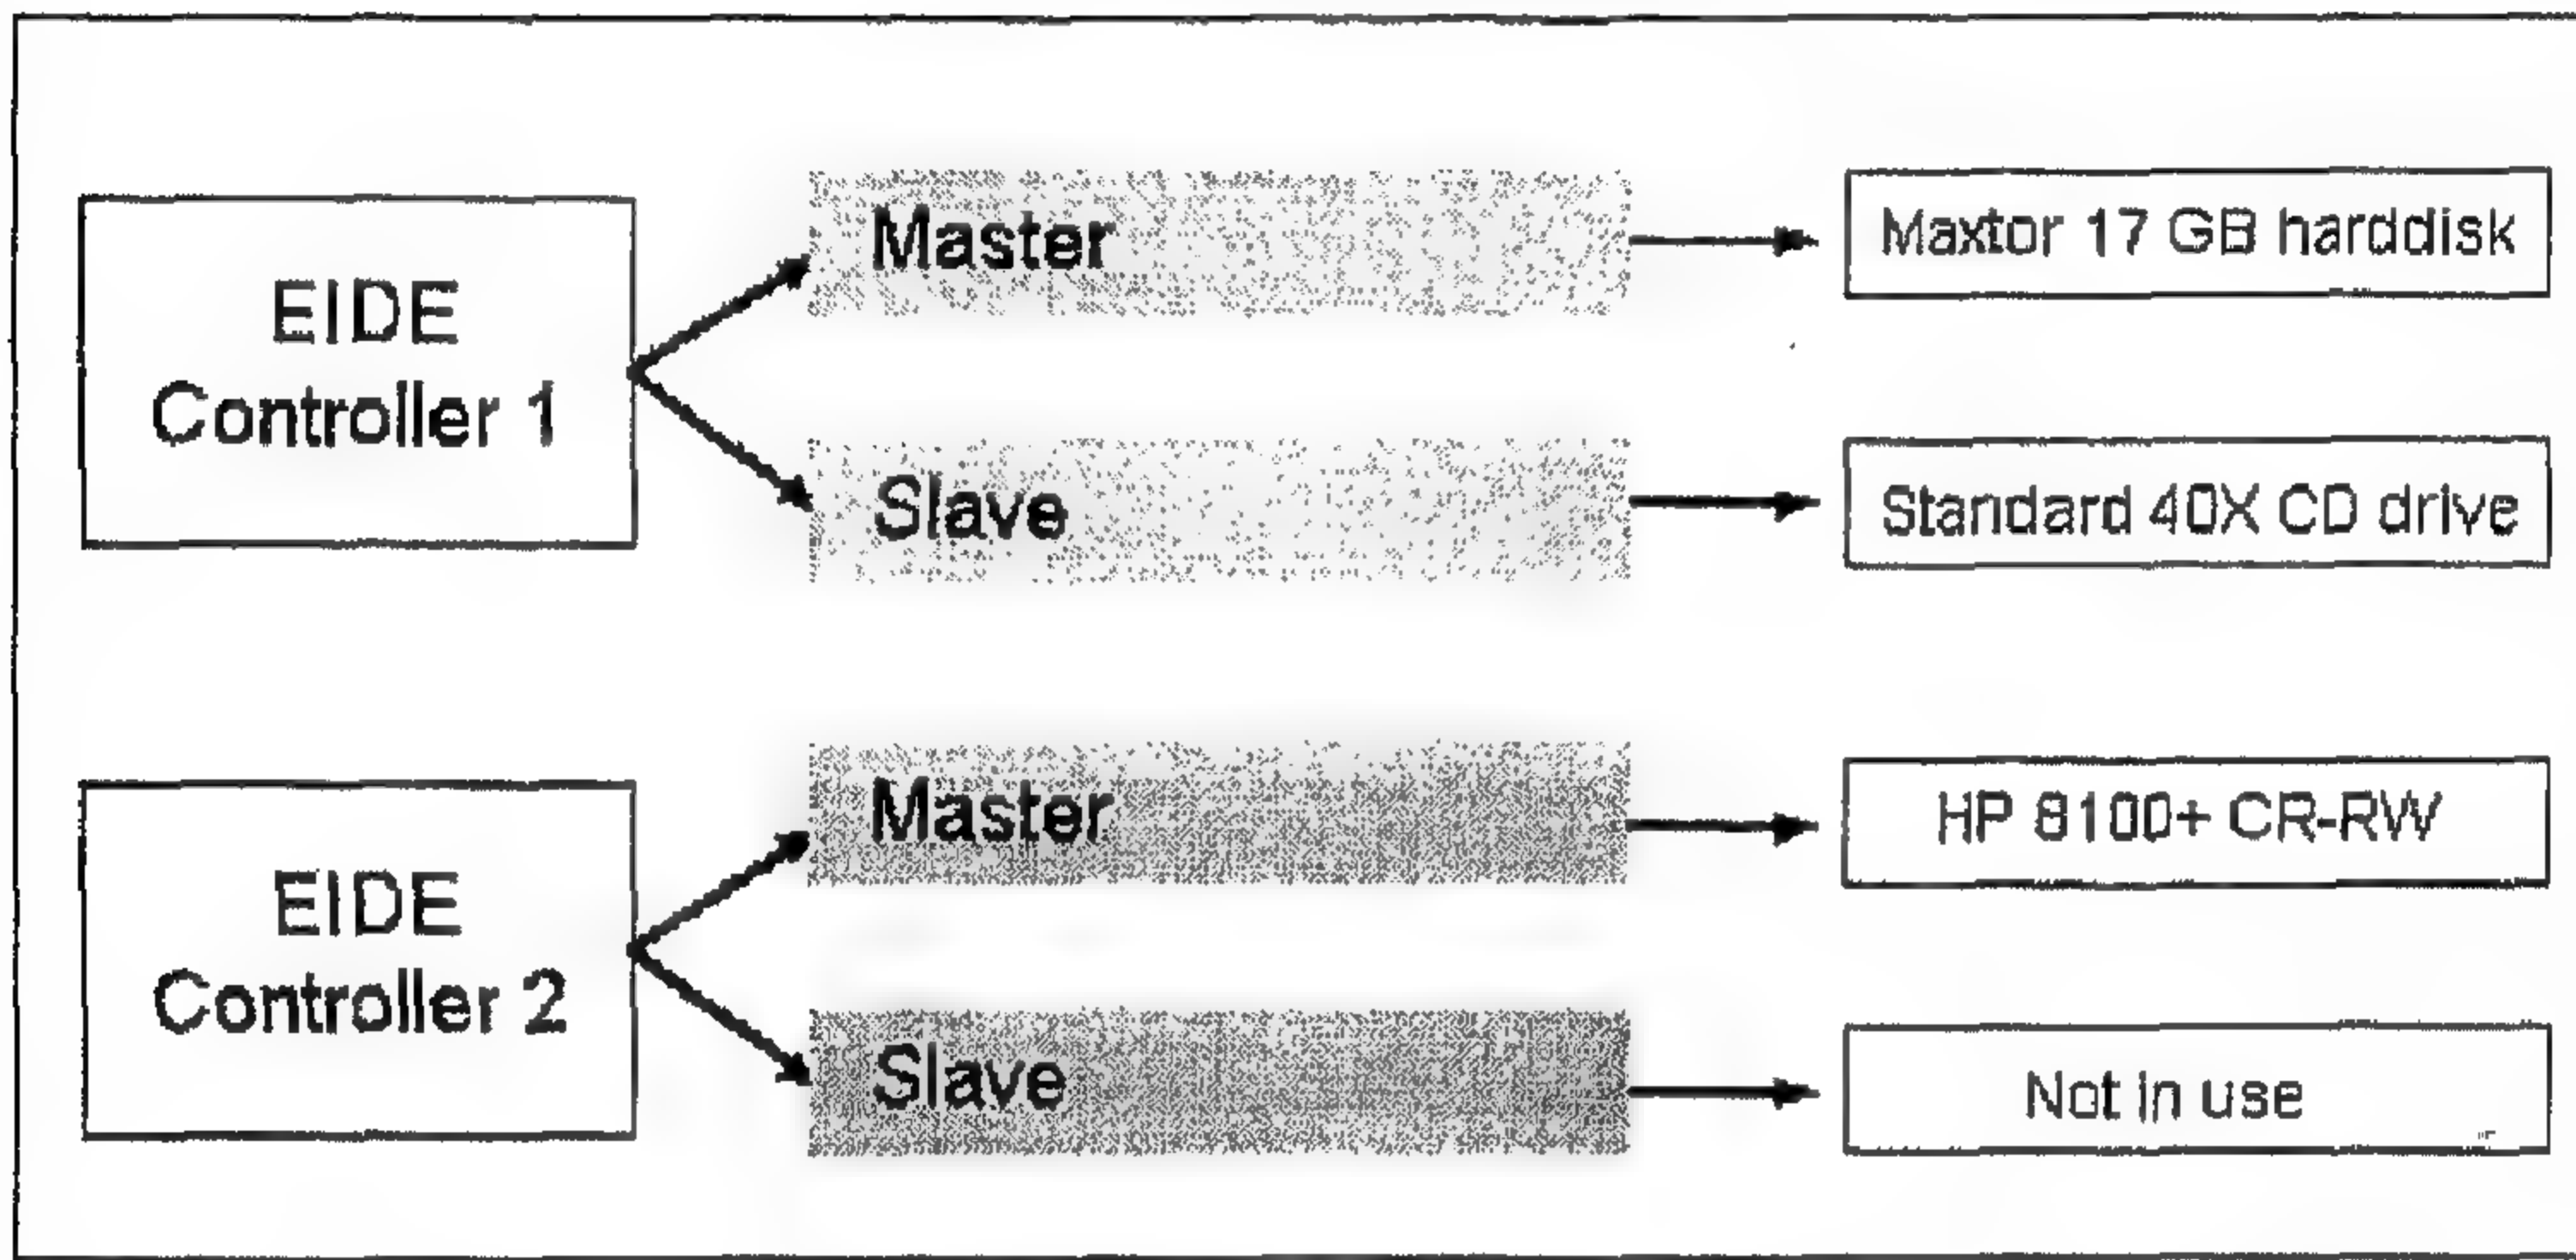 EIDE
Controller 1
Master
Maxtor 17 GB harddisk
Slave
Standard 40X CD drive
EIDE
Controller 2
Master
HP 8100+ CR-RW
Slave
Not in use